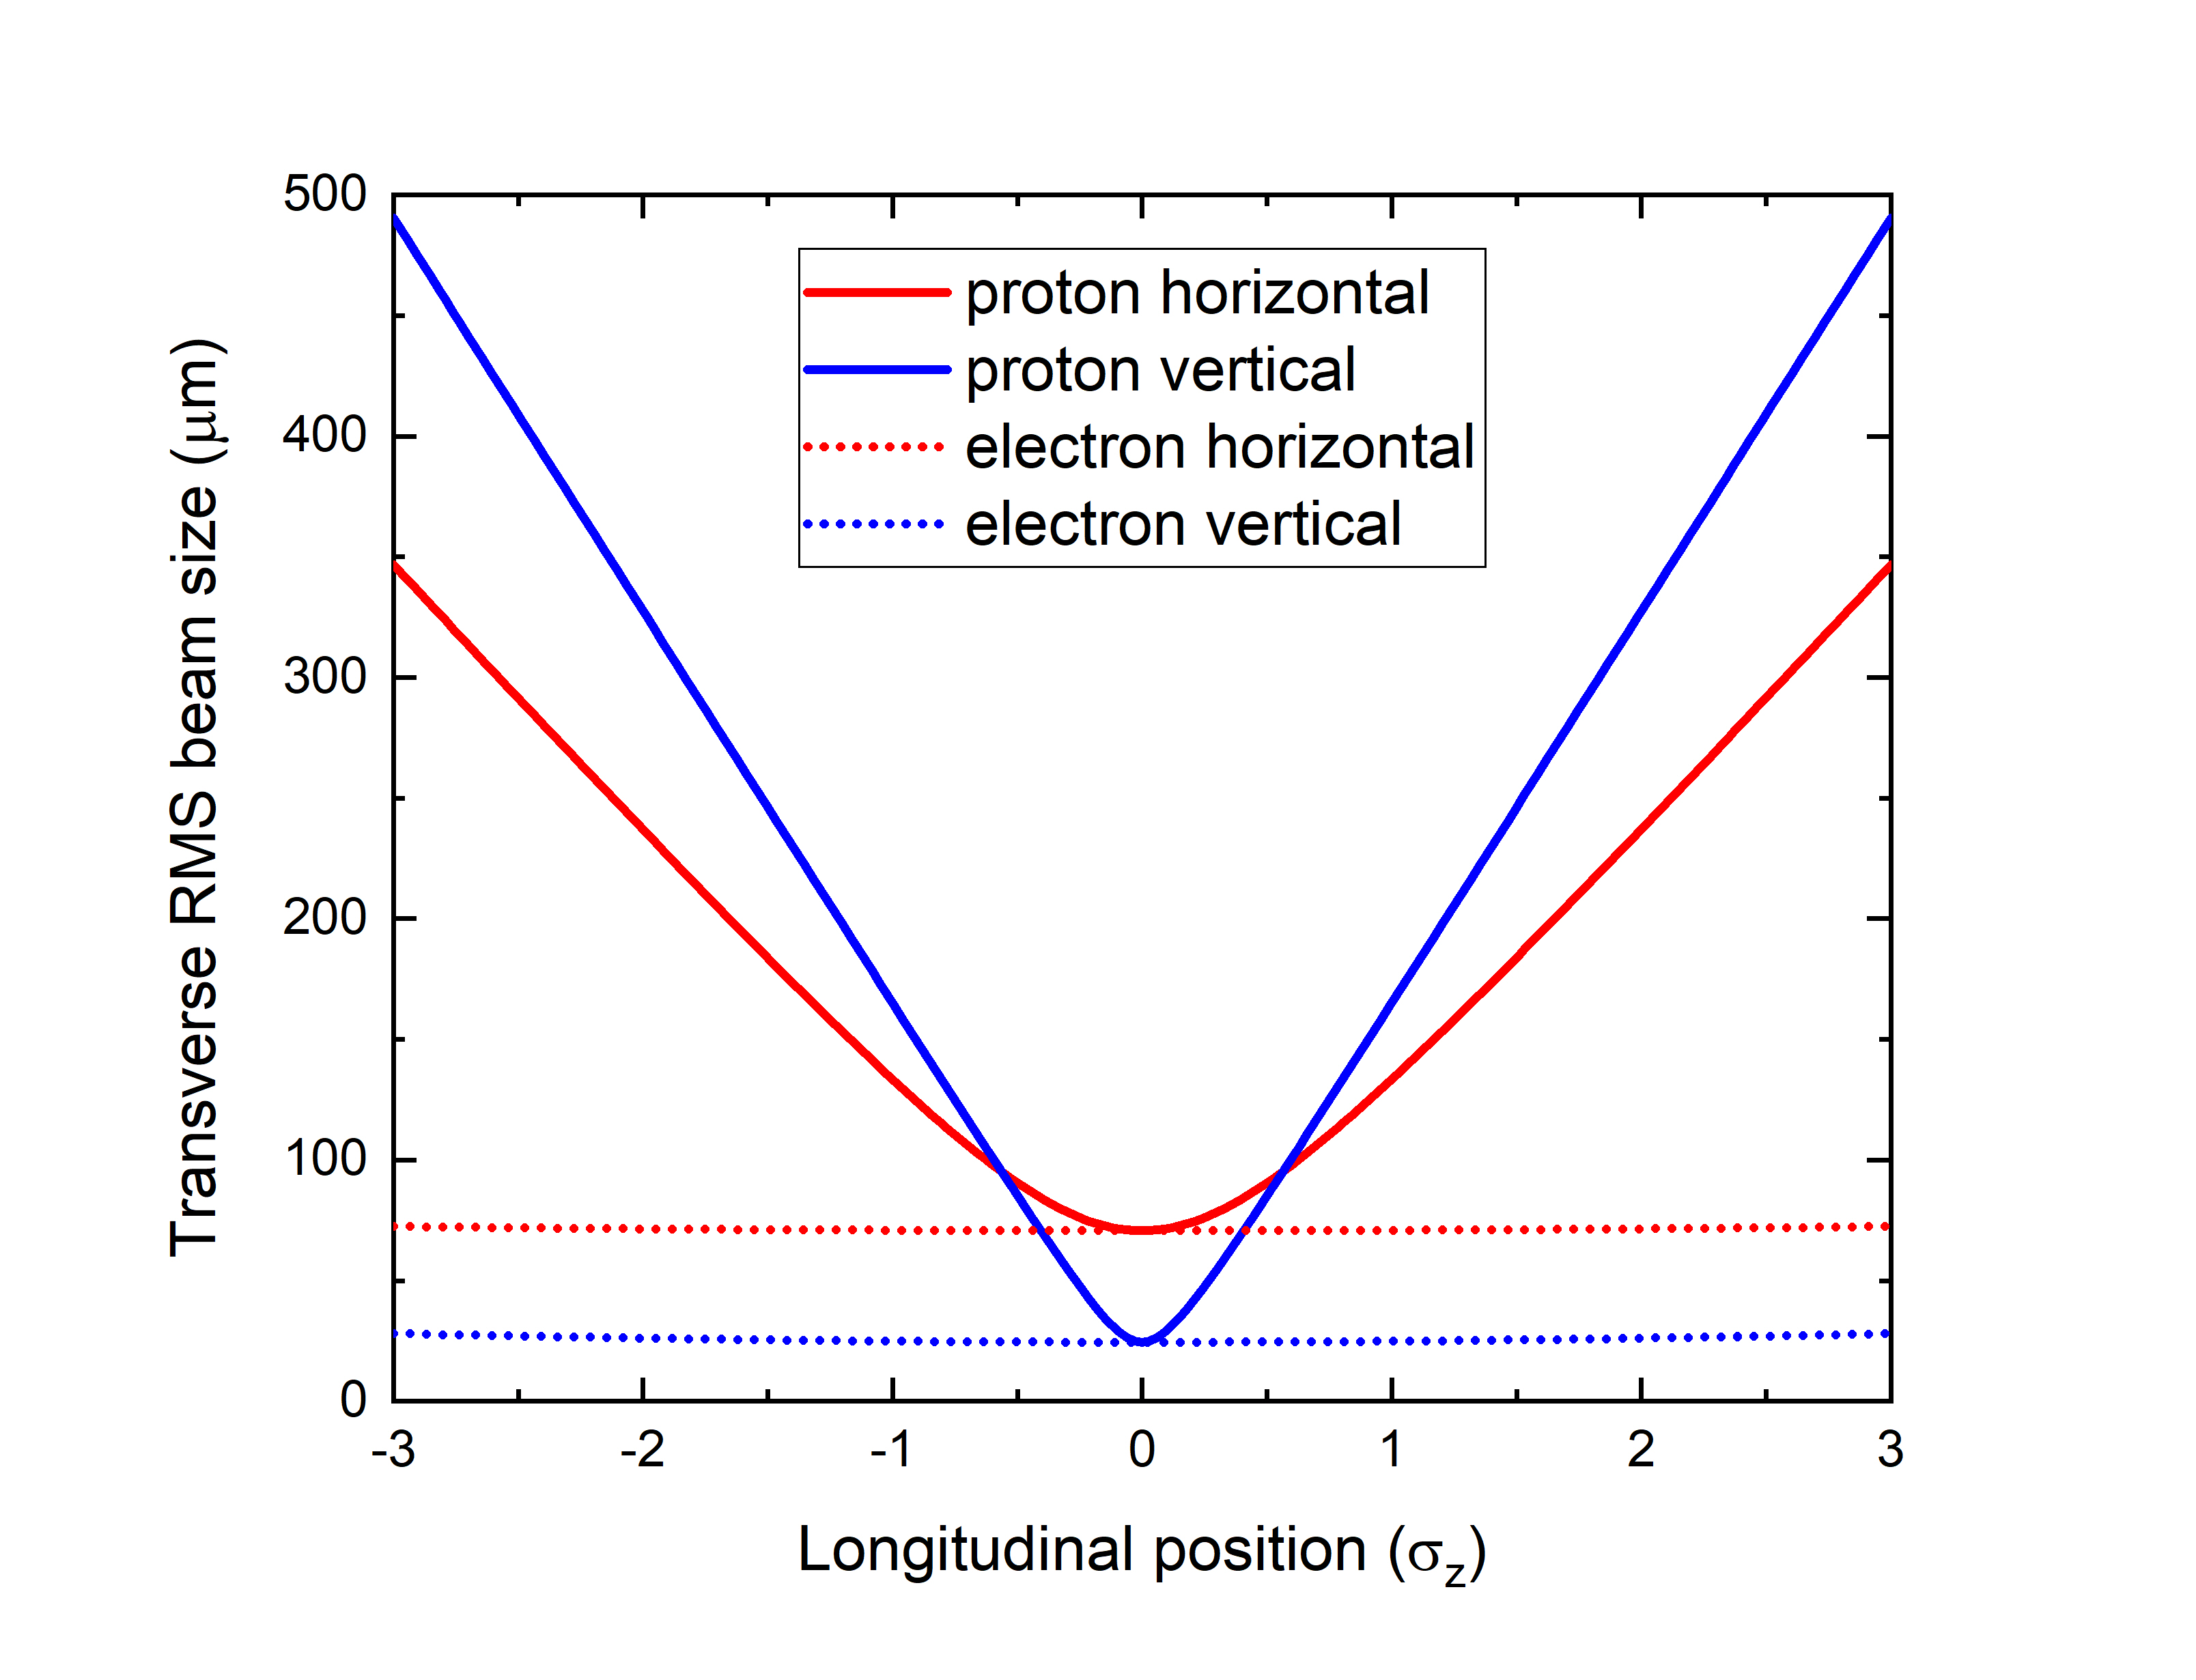 500
400
300
200
100
0
-3 -2 -1 0 1 2 3
Transverse RMS beam size (μm)
proton horizontal
proton vertical
electron horizontal
electron vertical
Longitudinal position (σz)